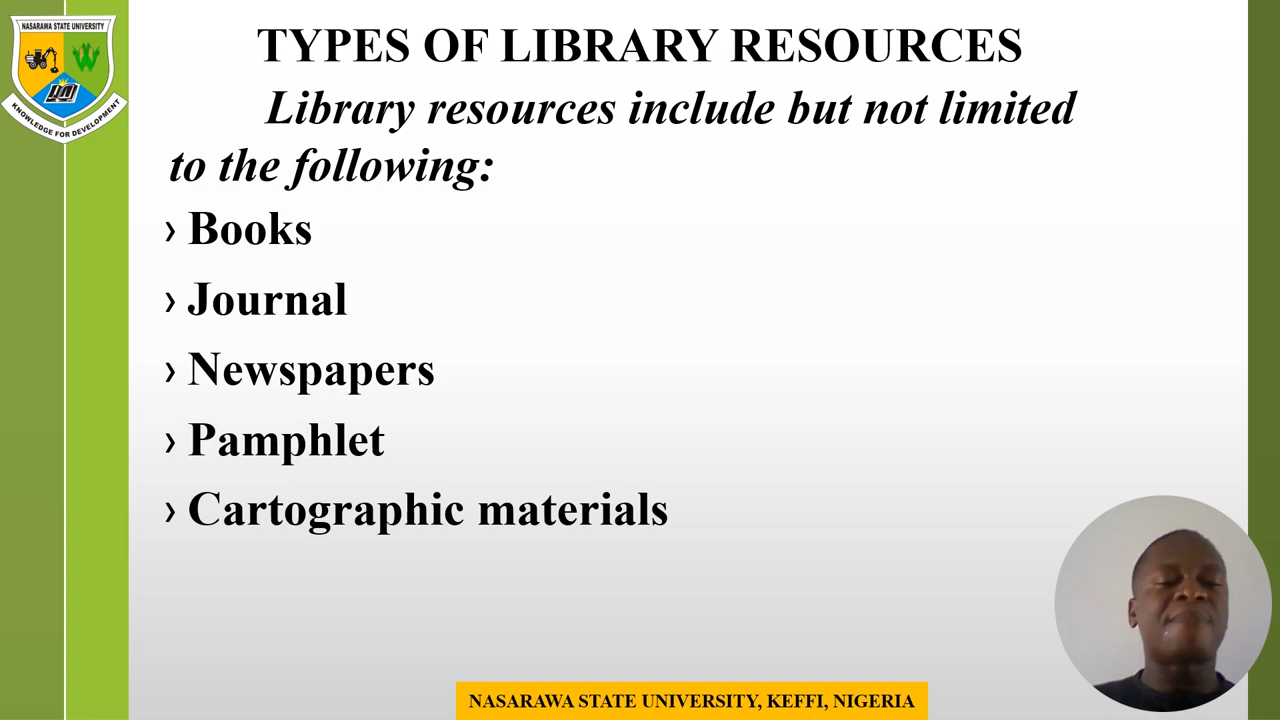 NASARAWA STATE UNIVERSITY
KNOWLEDGE FOR DEVELOPMENT
TYPES OF LIBRARY RESOURCES
Library resources include but not limited
to the following:
› Books
› Journal
› Newspapers
› Pamphlet
› Cartographic materials
NASARAWA STATE UNIVERSITY, KEFFI, NIGERIA